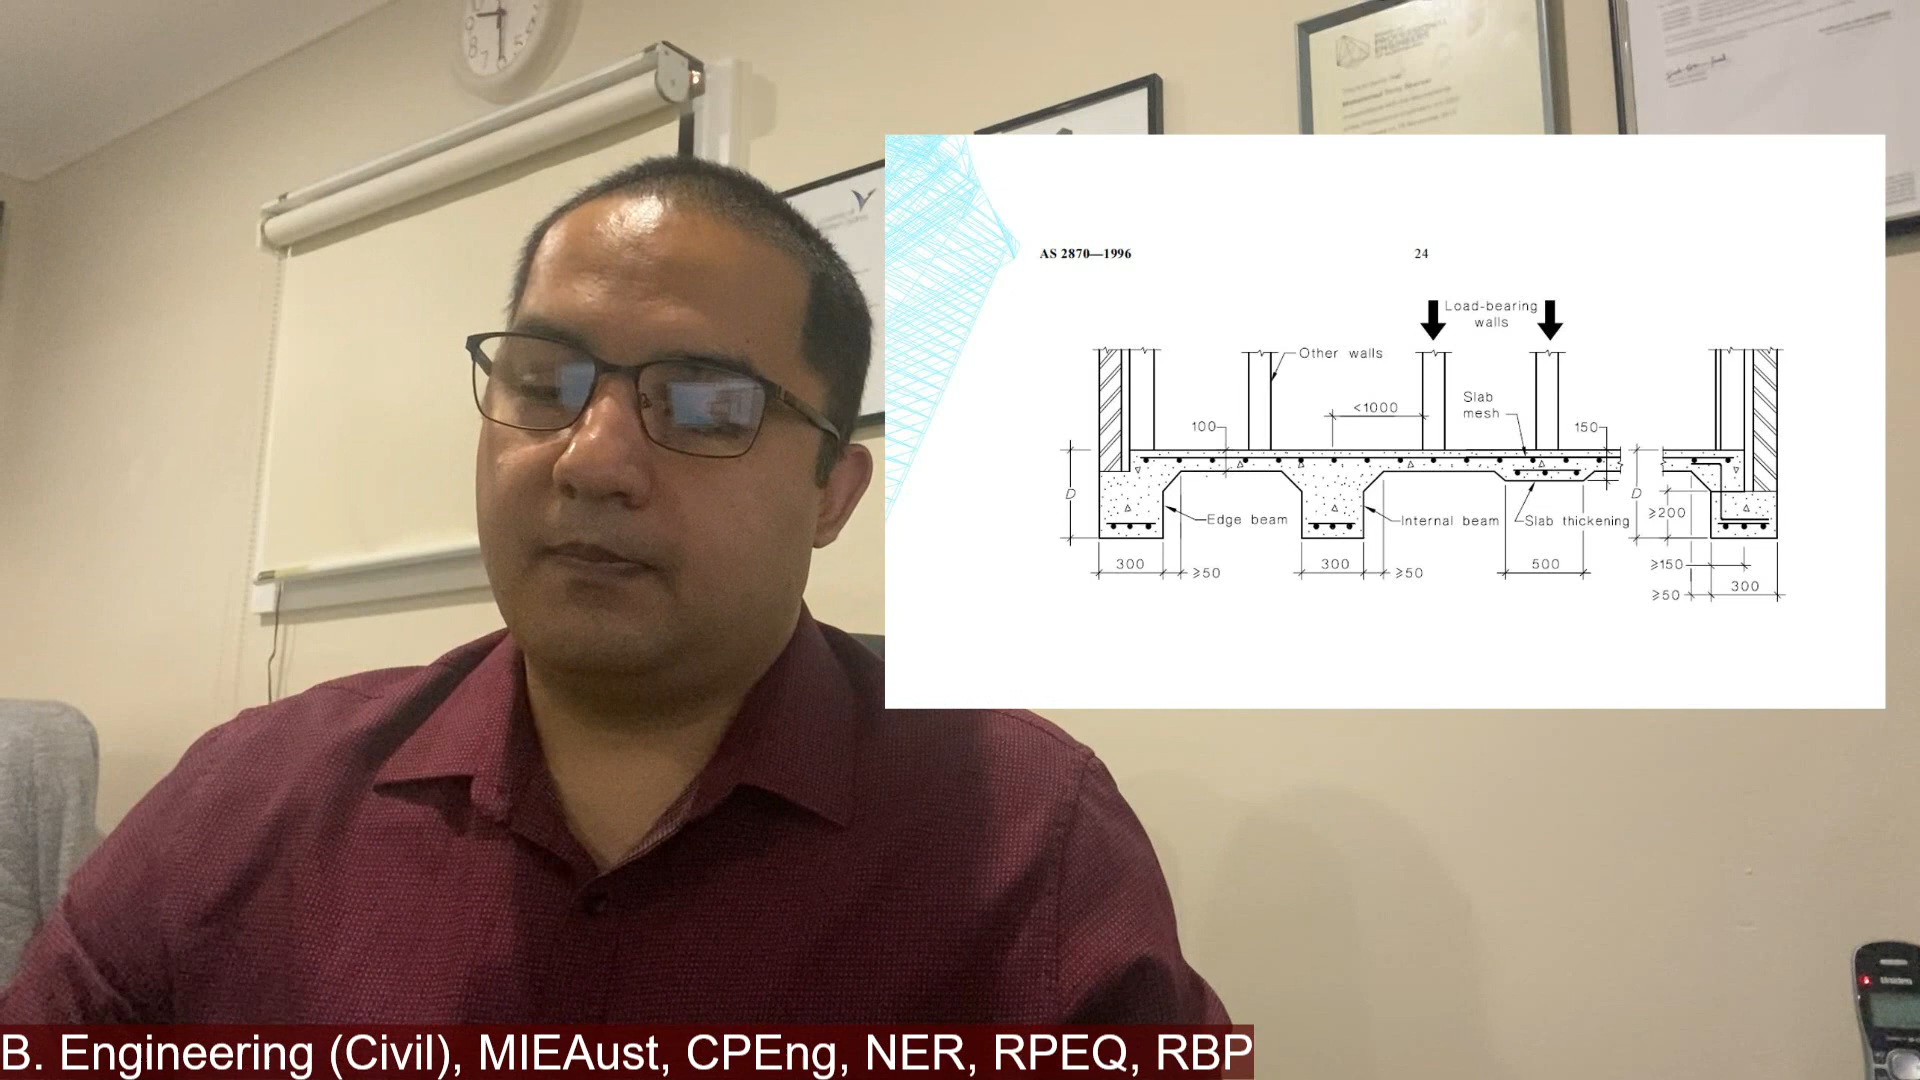 AS 2870—1996
24
Load-bearing
walls
Other walls
<1000
Slab
mesh
100
150
D
D
≥200
Edge beam
Internal beam
Slab thickening
300
≥50
300
≥50
500
≥150
300
≥50
B. Engineering (Civil), MIEAust, CPEng, NER, RPEQ, RBP